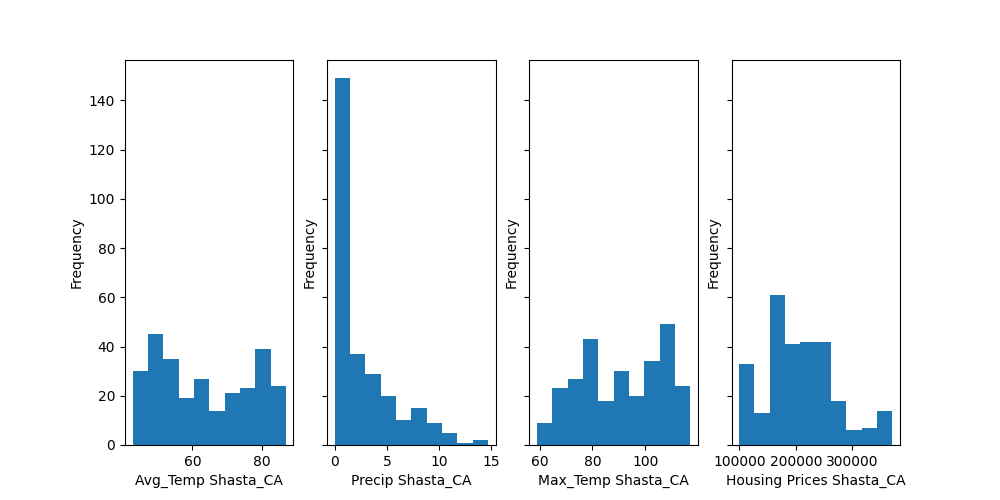 140
120
100
80
60
40
20
0
Frequency
60 80
Avg_Temp Shasta_CA
Frequency
0 5 10 15
Precip Shasta_CA
Frequency
60 80 100
Max_Temp Shasta_CA
Frequency
100000 200000 300000
Housing Prices Shasta_CA